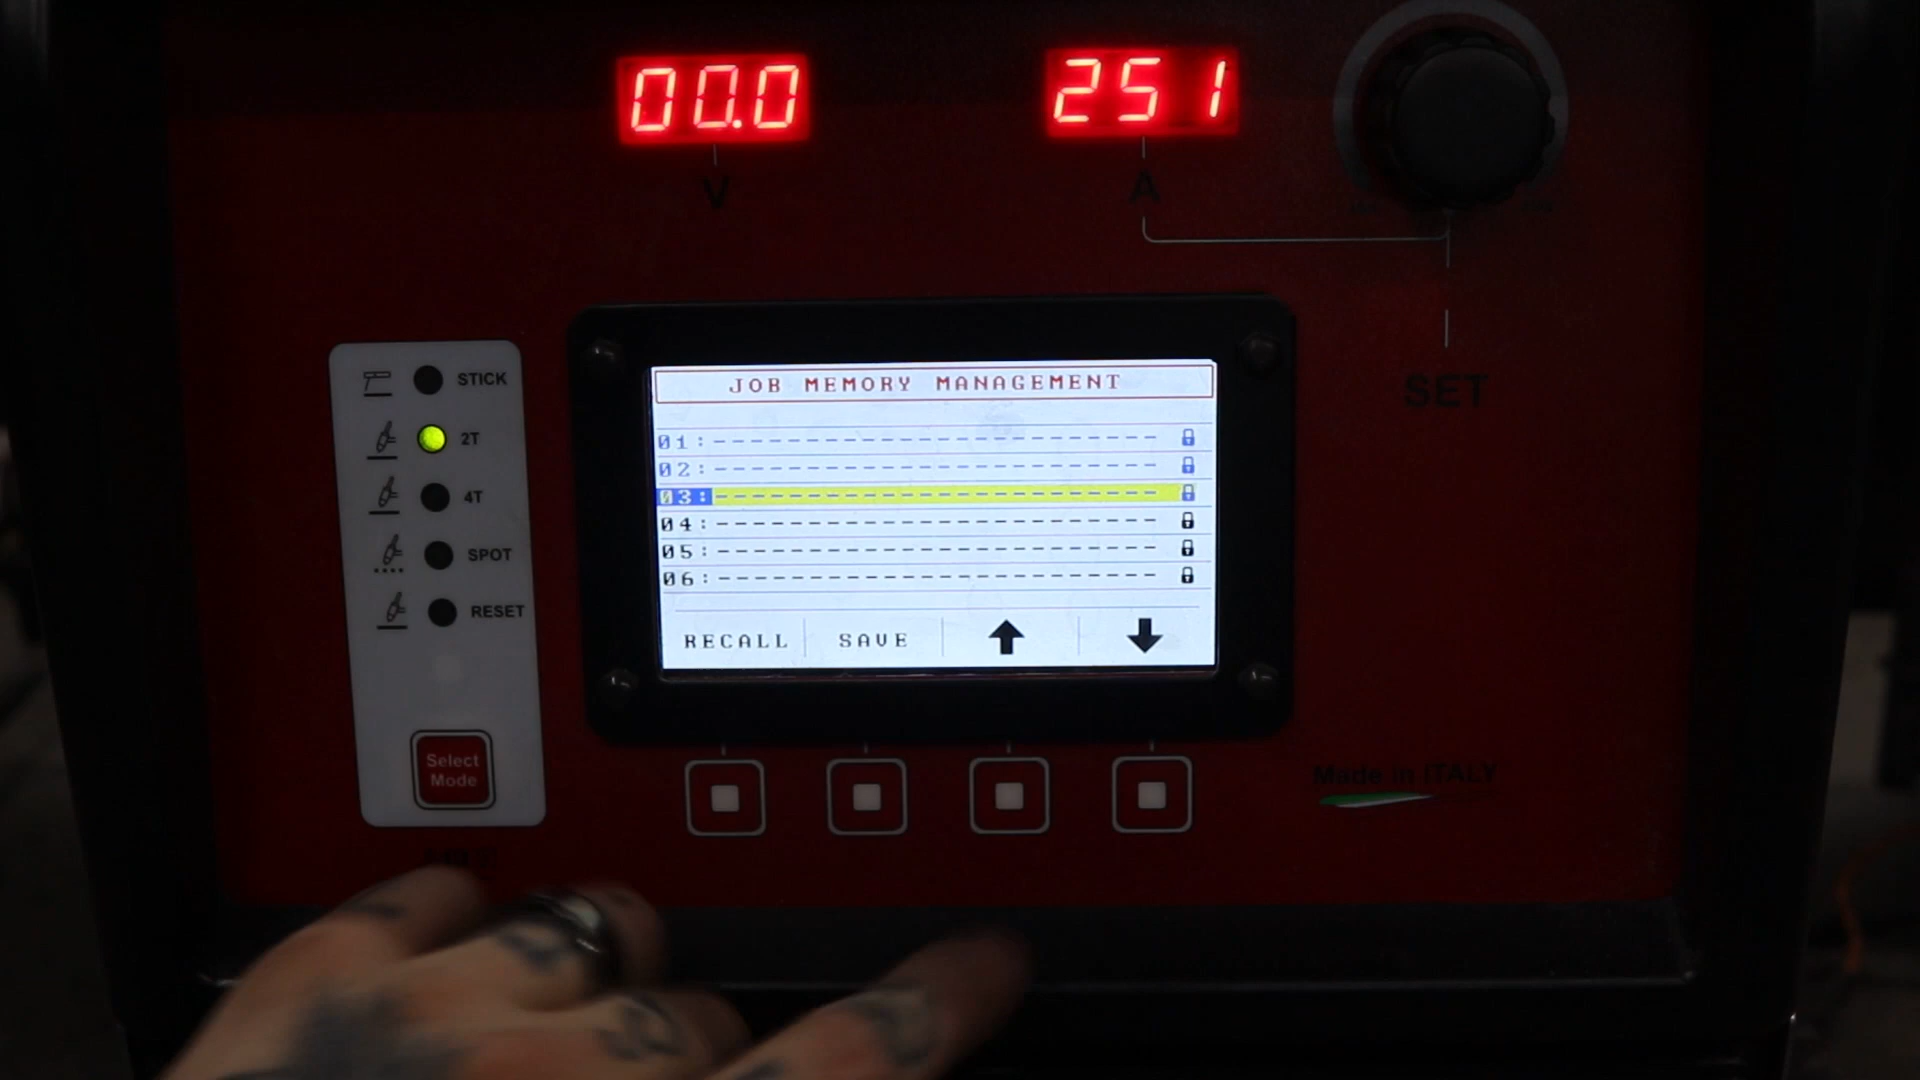 00.0
251
V
A
SET
STICK
2T
4T
SPOT
RESET
Select
Mode
JOB MEMORY MANAGEMENT
01:-------------------------
02:-------------------------
03:-------------------------
04:-------------------------
05:-------------------------
06:-------------------------
RECALL
SAVE
Made in ITALY